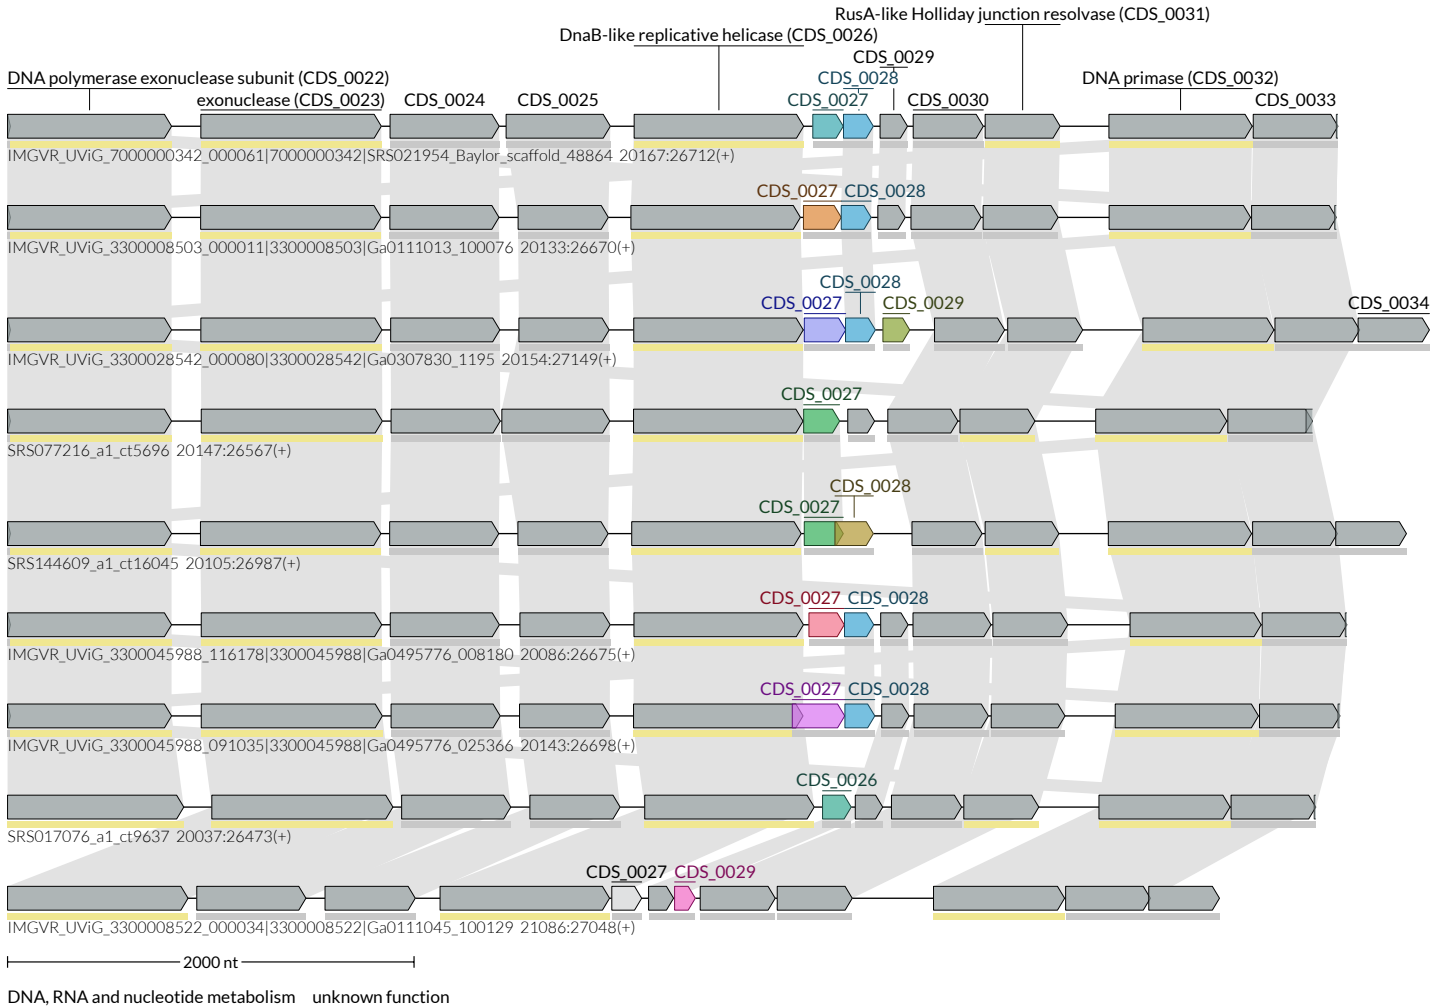 RusA-like Holliday junction resolvase (CDS_0031)
DnaB-like replicative helicase (CDS_0026)
CDS_0029
DNA polymerase exonuclease subunit (CDS_0022) CDS_0028 DNA primase (CDS_0032)
exonuclease (CDS_0023) CDS_0024 CDS_0025 CDS_0027 CDS_0030 CDS_0033
IMGVR_UViG_7000000342_000061|7000000342|SRS021954_Baylor_scaffold_48864 20167:26712(+)
CDS_0027 CDS_0028
IMGVR_UViG_3300008503_000011|3300008503|Ga0111013_100076 20133:26670(+)
CDS_0028
CDS_0027 CDS_0029 CDS_0034
IMGVR_UViG_3300028542_000080|3300028542|Ga0307830_1195 20154:27149(+)
CDS_0027
SRS077216_a1_ct5696 20147:26567(+)
CDS_0028
CDS_0027
SRS144609_a1_ct16045 20105:26987(+)
CDS_0027 CDS_0028
IMGVR_UViG_3300045988_116178|3300045988|Ga0495776_008180 20086:26675(+)
CDS_0027 CDS_0028
IMGVR_UViG_3300045988_091035|3300045988|Ga0495776_025366 20143:26698(+)
CDS_0026
SRS017076_a1_ct9637 20037:26473(+)
CDS_0027 CDS_0029
IMGVR_UViG_3300008522_000034|3300008522|Ga0111045_100129 21086:27048(+)
2000 nt
DNA, RNA and nucleotide metabolism unknown function